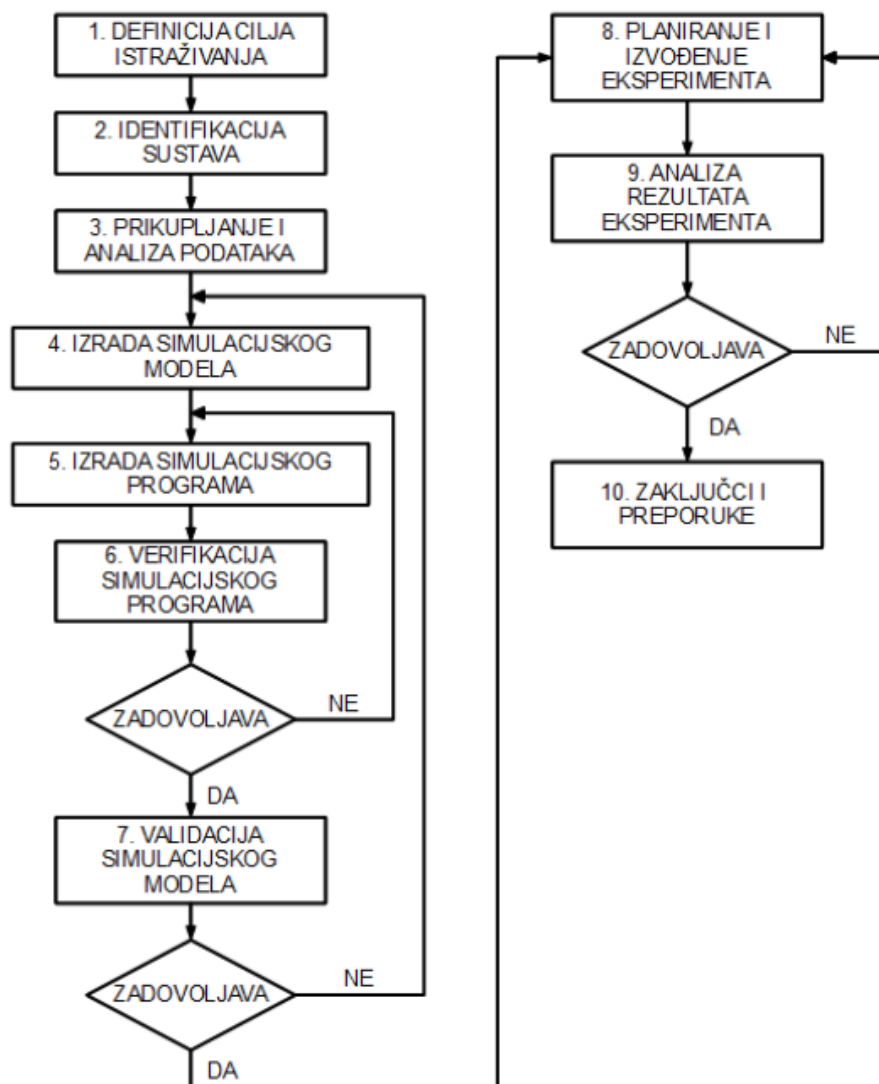 1. DEFINICIJA CILJA
ISTRAŽIVANJA
2. IDENTIFIKACIJA
SUSTAVA
3. PRIKUPLJANJE I
ANALIZA PODATAKA
4. IZRADA SIMULACIJSKOG
MODELA
5. IZRADA SIMULACIJSKOG
PROGRAMA
6. VERIFIKACIJA
SIMULACIJSKOG
PROGRAMA
ZADOVOLJAVA
NE
DA
7. VALIDACIJA
SIMULACIJSKOG
MODELA
ZADOVOLJAVA
NE
DA
8. PLANIRANJE I
IZVOĐENJE
EKSPERIMENTA
9. ANALIZA
REZULTATA
EKSPERIMENTA
ZADOVOLJAVA
NE
DA
10. ZAKLJUČCI I
PREPORUKE